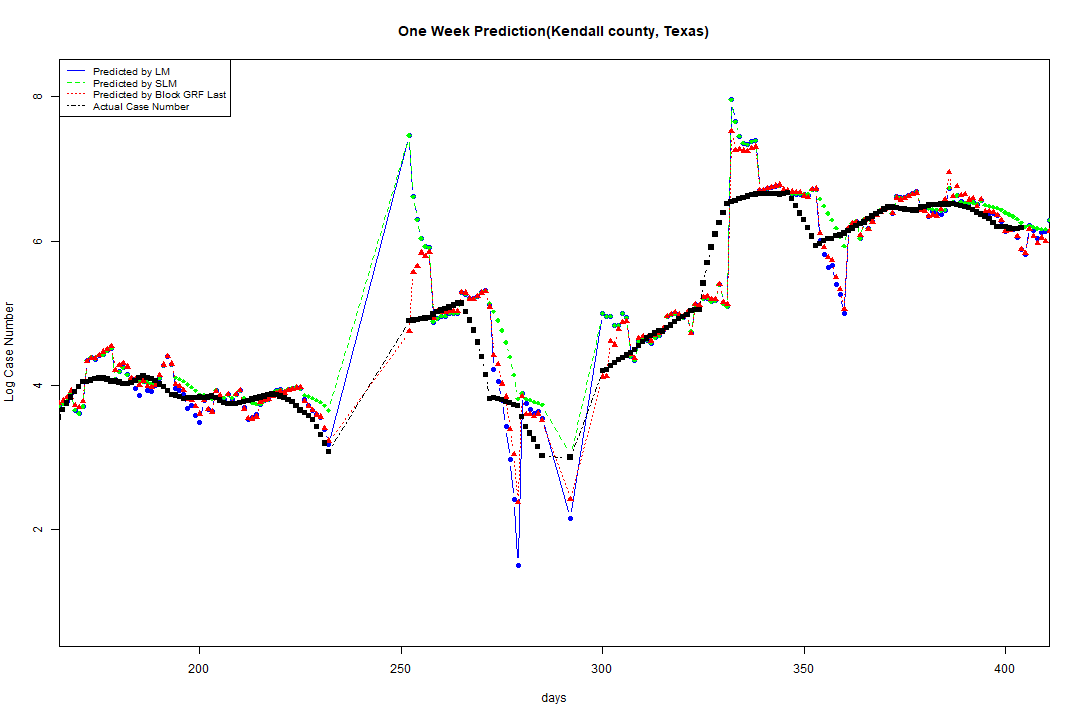 One Week Prediction(Kendall county, Texas)
Predicted by LM
Predicted by SLM
Predicted by Block GRF Last
Actual Case Number
8
6
4
2
Log Case Number
200 250 300 350 400
days